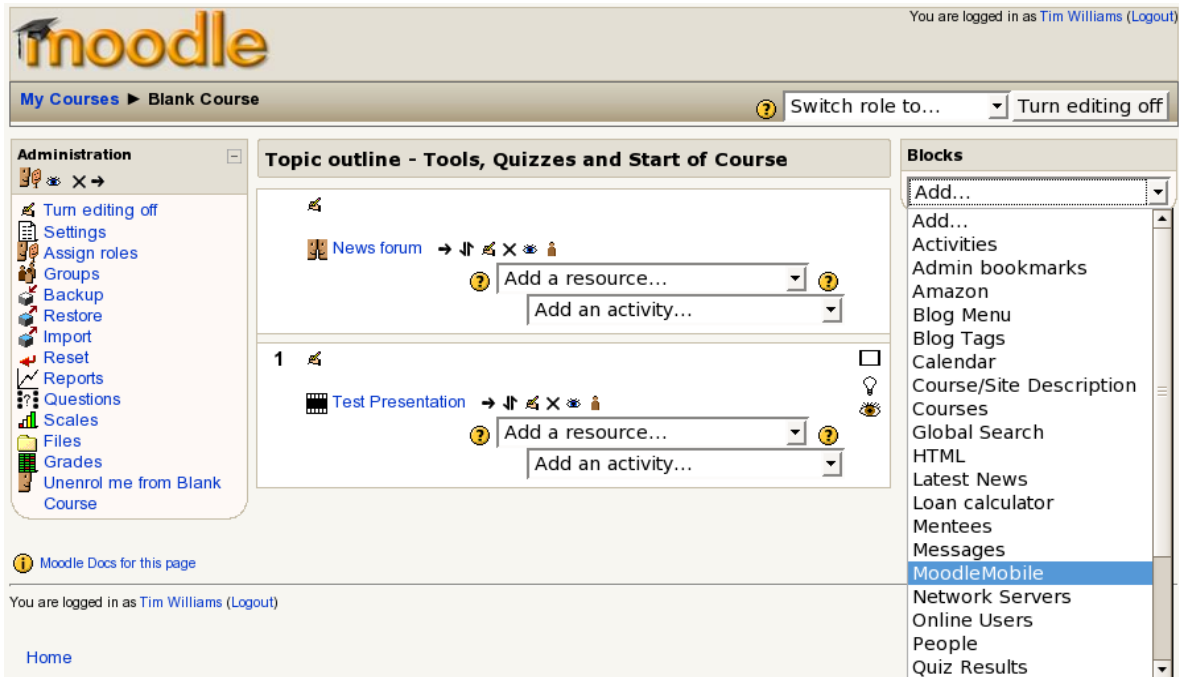 moodle
You are logged in as Tim Williams (Logout)
My Courses ► Blank Course
Switch role to...
Turn editing off
Administration
Turn editing off
Settings
Assign roles
Groups
Backup
Restore
Import
Reset
Reports
Questions
Scales
Files
Grades
Unenrol me from Blank
Course
Moodle Docs for this page
You are logged in as Tim Williams (Logout)
Home
Topic outline - Tools, Quizzes and Start of Course
News forum
Add a resource...
Add an activity...
1
Test Presentation
Add a resource...
Add an activity...
Blocks
Add...
Add...
Activities
Admin bookmarks
Amazon
Blog Menu
Blog Tags
Calendar
Course/Site Description
Courses
Global Search
HTML
Latest News
Loan calculator
Mentees
Messages
MoodleMobile
Network Servers
Online Users
People
Quiz Results